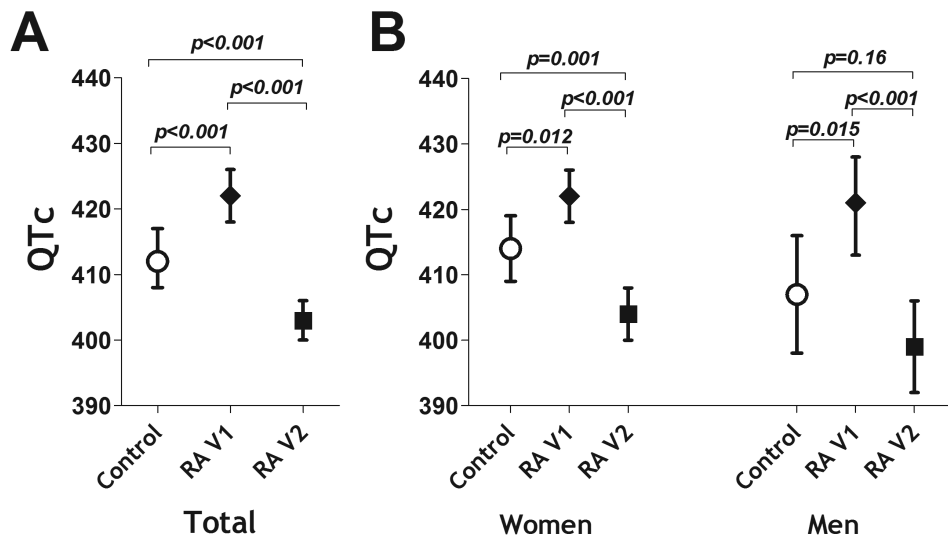 A
p<0.001
p<0.001
p<0.001
440
430
420
410
400
390
QTc
Control
RA V1
RA V2
Total
B
p=0.001
p<0.001
p=0.012
p=0.16
p<0.001
p=0.015
440
430
420
410
400
390
QTc
Control
RA V1
RA V2
Control
RA V1
RA V2
Women
Men